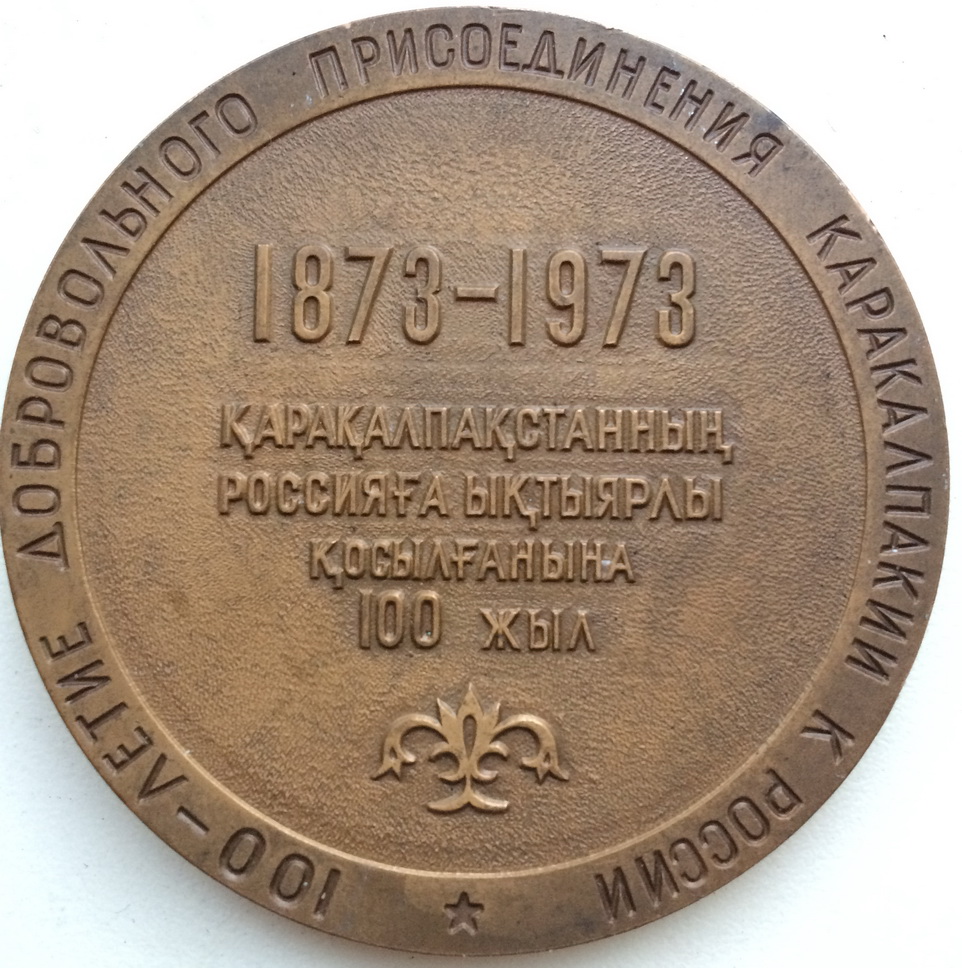 100-ЛЕТИЕ ДОБРОВОЛЬНОГО ПРИСОЕДИНЕНИЯ КАРАКАЛПАКИИ К РОССИИ
1873-1973
ҚАРАҚАЛПАҚСТАННЫҢ
РОССИЯҒА ЫҚТЫЯРЛЫ
ҚОСЫЛҒАНЫНА
100 ЖЫЛ